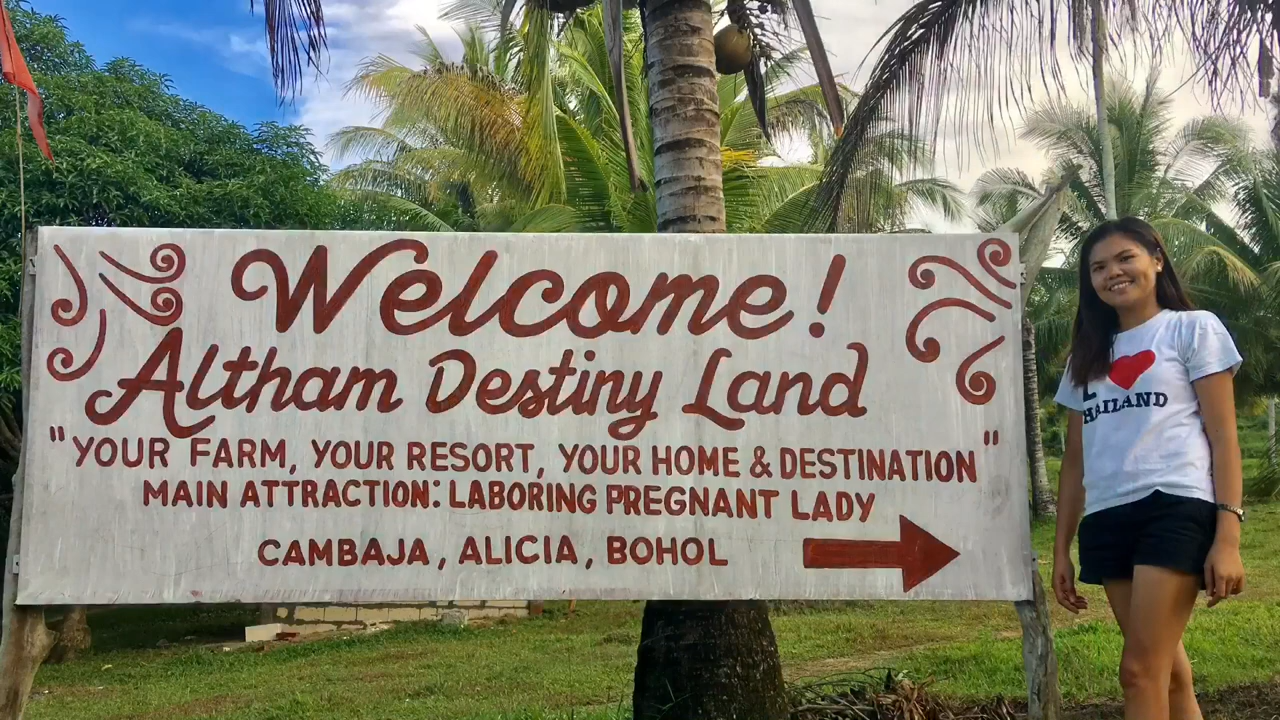 Welcome!
Altham Destiny Land
"YOUR FARM, YOUR RESORT, YOUR HOME & DESTINATION"
MAIN ATTRACTION: LABORING PREGNANT LADY
CAMBAJA, ALICIA, BOHOL
THAILAND